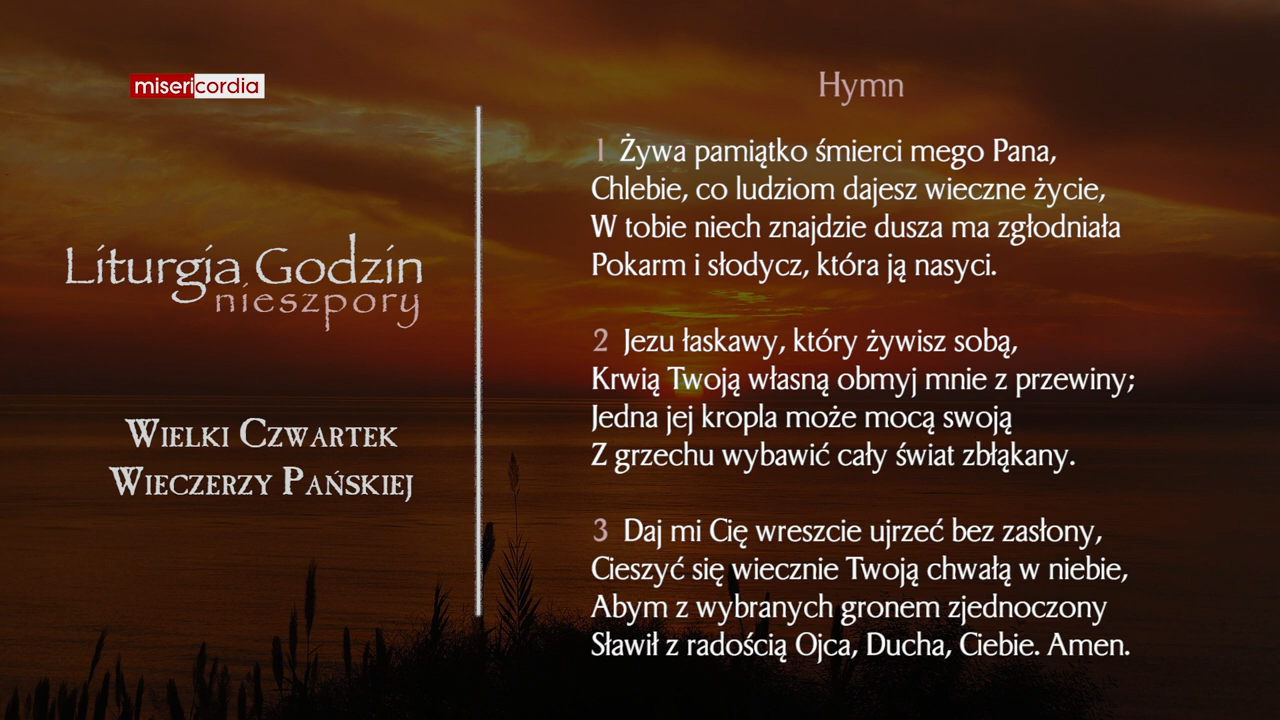 misericordia
Liturgia Godzin
nieszpory
Wielki Czwartek
Wieczerzy Pańskiej
Hymn
1 Żywa pamiątko śmierci mego Pana,
Chlebie, co ludziom dajesz wieczne życie,
W tobie niech znajdzie dusza ma zgłodniała
Pokarm i słodycz, która ją nasyci.
2 Jezu łaskawy, który żywisz sobą,
Krwią Twoją własną obmyj mnie z przewiny;
Jedna jej kropla może mocą swoją
Z grzechu wybawić cały świat zbłąkany.
3 Daj mi Cię wreszcie ujrzeć bez zasłony,
Cieszyć się wiecznie Twoją chwałą w niebie,
Abym z wybranych gronem zjednoczony
Sławił z radością Ojca, Ducha, Ciebie. Amen.